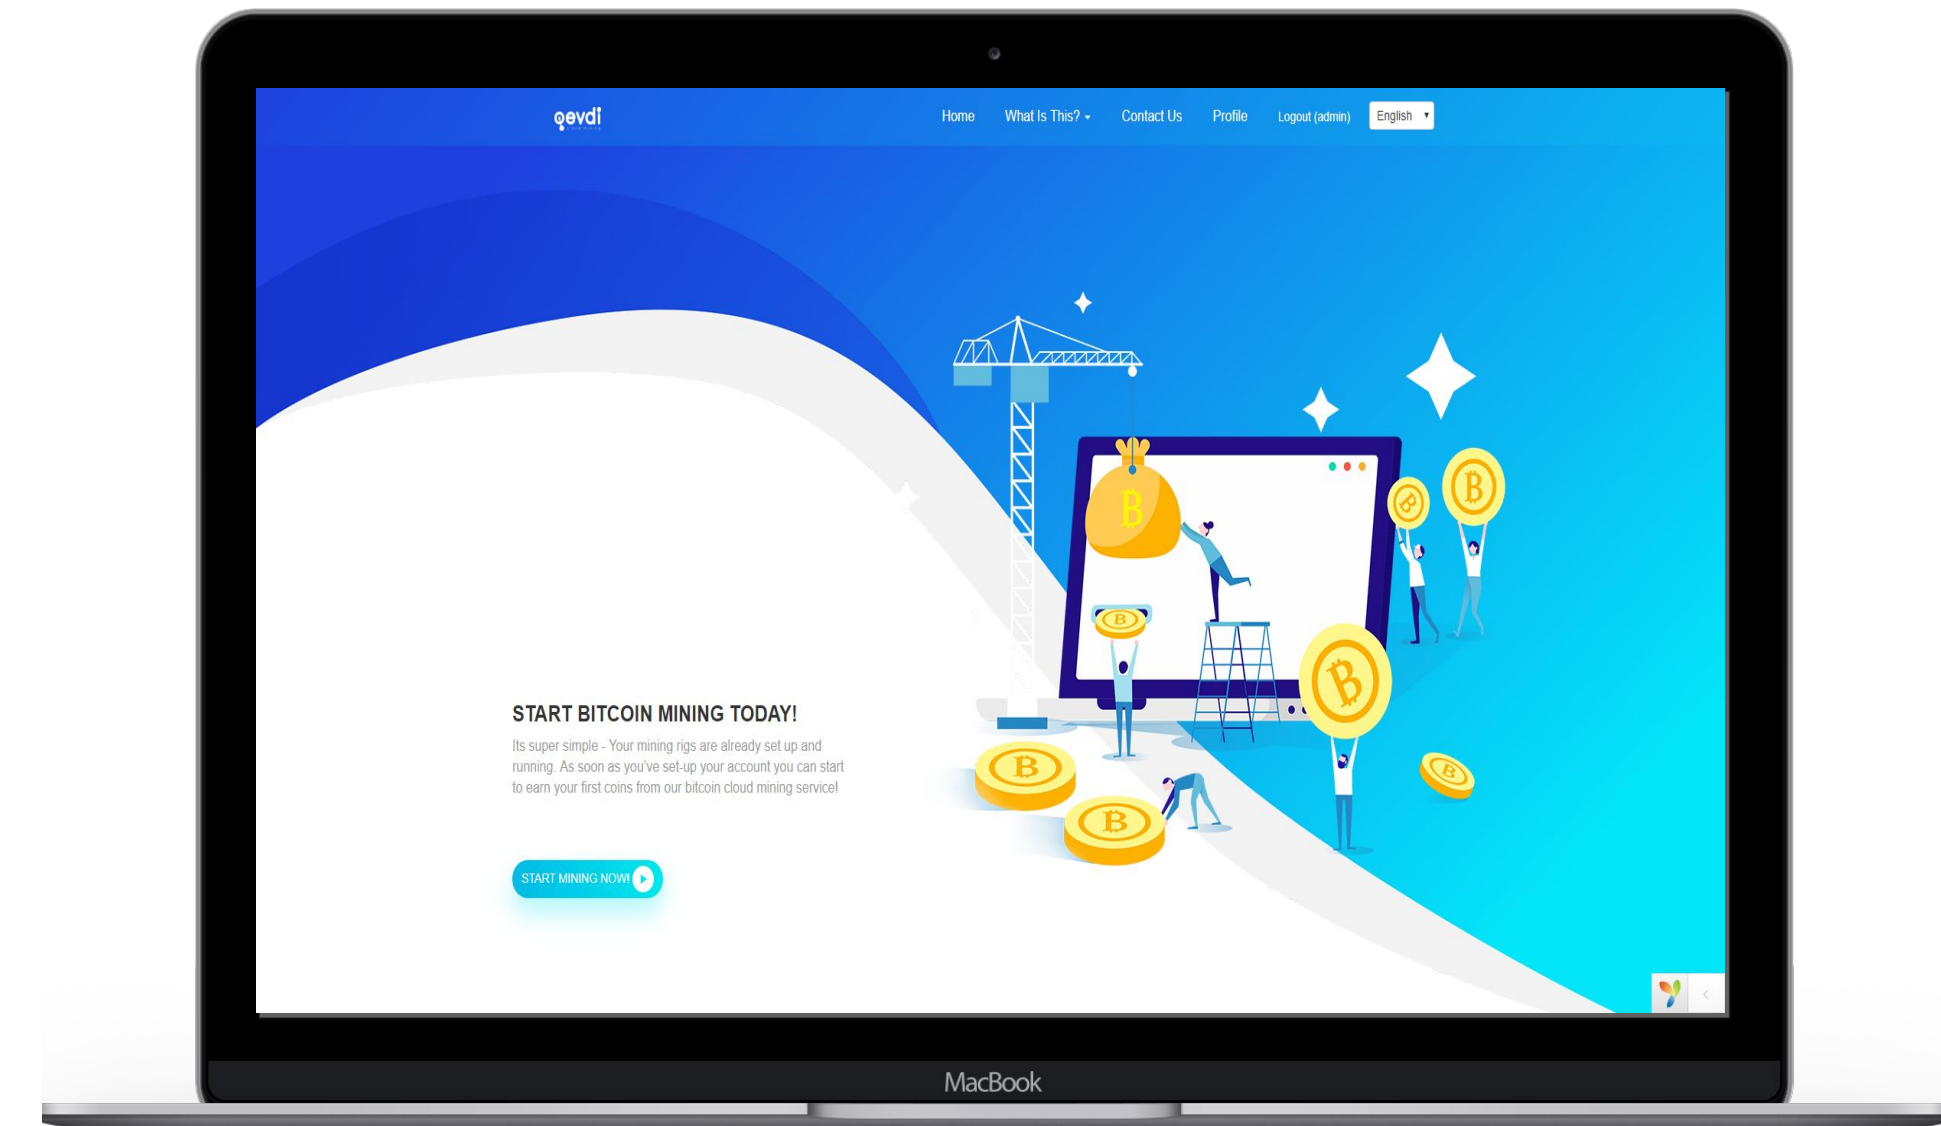 qevdi
Home What Is This? Contact Us Profile Logout (admin) English
START BITCOIN MINING TODAY!
Its super simple - Your mining rigs are already set up and
running. As soon as you've set-up your account you can start
to earn your first coins from our bitcoin cloud mining service!
START MINING NOW!
MacBook